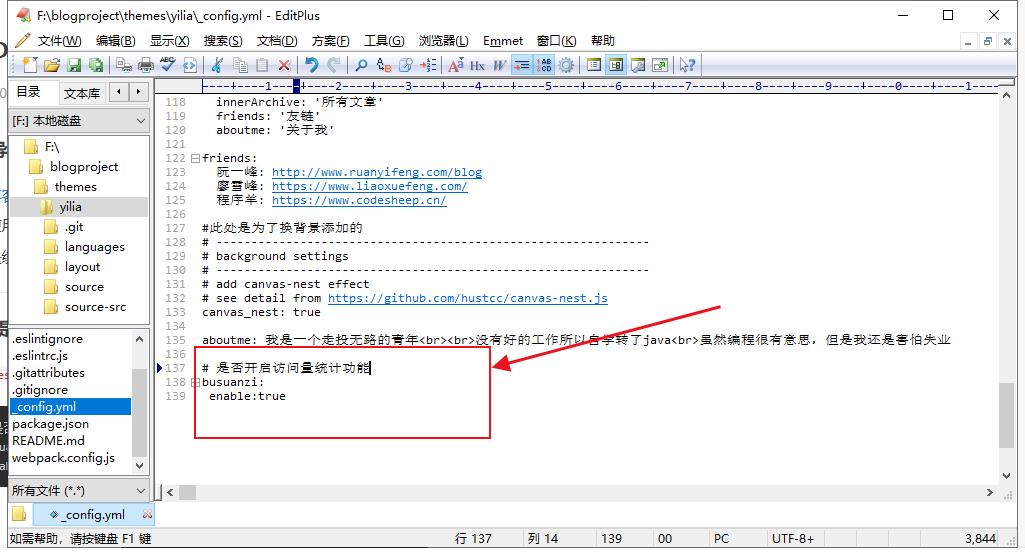 F:\blogproject\themes\yilia\_config.yml - EditPlus
文件(W) 编辑(B) 显示(X) 搜索(S) 文档(D) 方案(F) 工具(G) 浏览器(L) Emmet 窗口(K) 帮助
目录 文本库
[F:] 本地磁盘
F:\
blogproject
themes
yilia
.git
languages
layout
source
source-src
.eslintignore
.eslintrc.js
.gitattributes
.gitignore
_config.yml
package.json
README.md
webpack.config.js
所有文件 (*.*)
----+----1----+----2----+----3----+----4----+----5----+----6----+----7----+----8----+----9----+----0----+----1----
118 innerArchive: '所有文章'
119 friends: '友链'
120 aboutme: '关于我'
121
122 friends:
123 阮一峰: http://www.ruanyifeng.com/blog
124 廖雪峰: https://www.liaoxuefeng.com/
125 程序羊: https://www.codesheep.cn/
126
127 #此处是为了换背景添加的
128 # --------------------------------------------------------------
129 # background settings
130 # --------------------------------------------------------------
131 # add canvas-nest effect
132 # see detail from https://github.com/hustcc/canvas-nest.js
133 canvas_nest: true
134
135 aboutme: 我是一个走投无路的青年<br><br>没有好的工作所以自学转了java<br>虽然编程很有意思，但是我还是害怕失业
136
137 # 是否开启访问量统计功能
138 busuanzi:
139 enable:true
_config.yml
如需帮助，请按键盘 F1 键 行 137 列 14 139 00 PC UTF-8+ 3,844